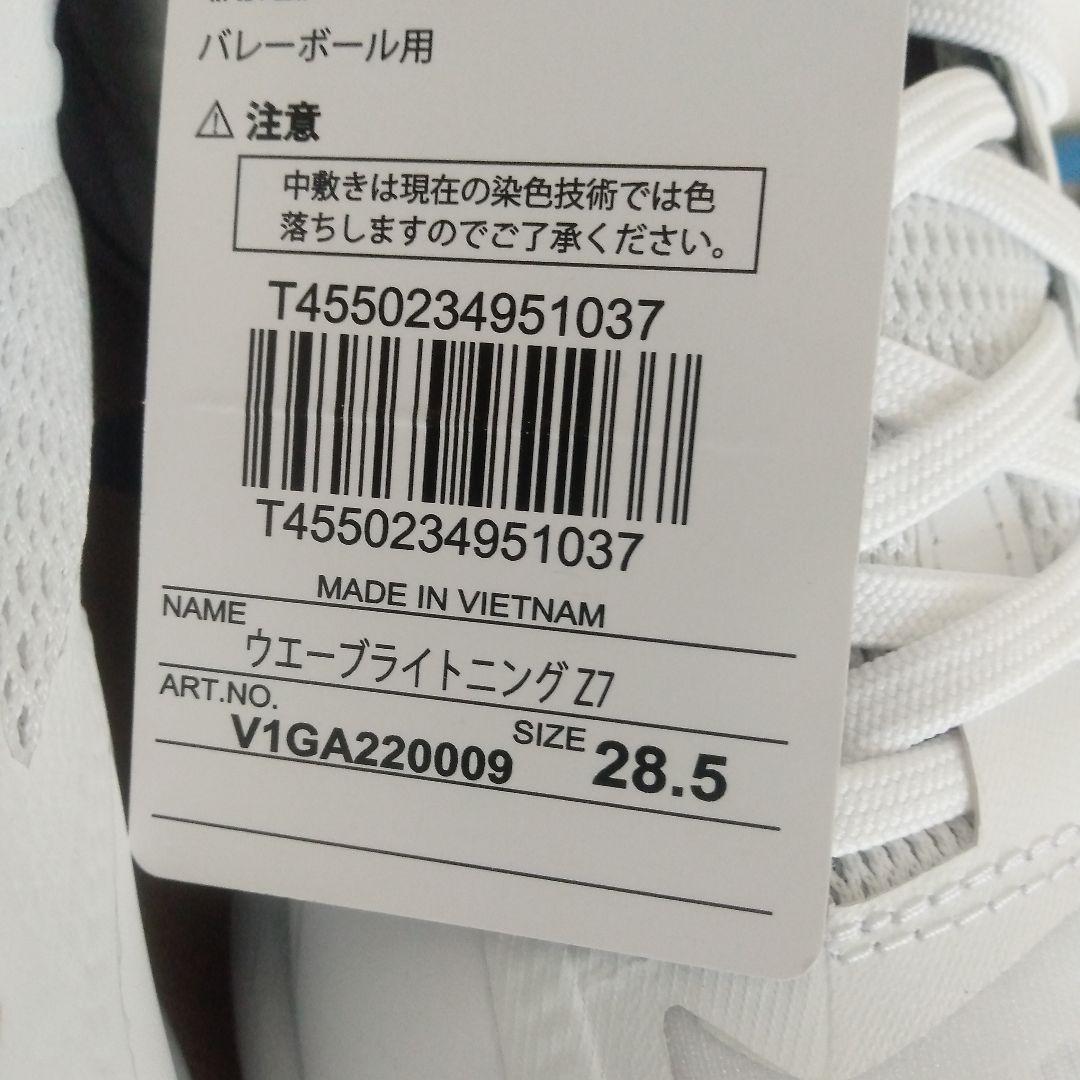 バレーボール用
⚠ 注意
中敷きは現在の染色技術では色
落ちしますのでご了承ください。
T4550234951037
T4550234951037
MADE IN VIETNAM
NAME
ウエーブライトニングZ7
ART.NO.
V1GA220009
SIZE 28.5